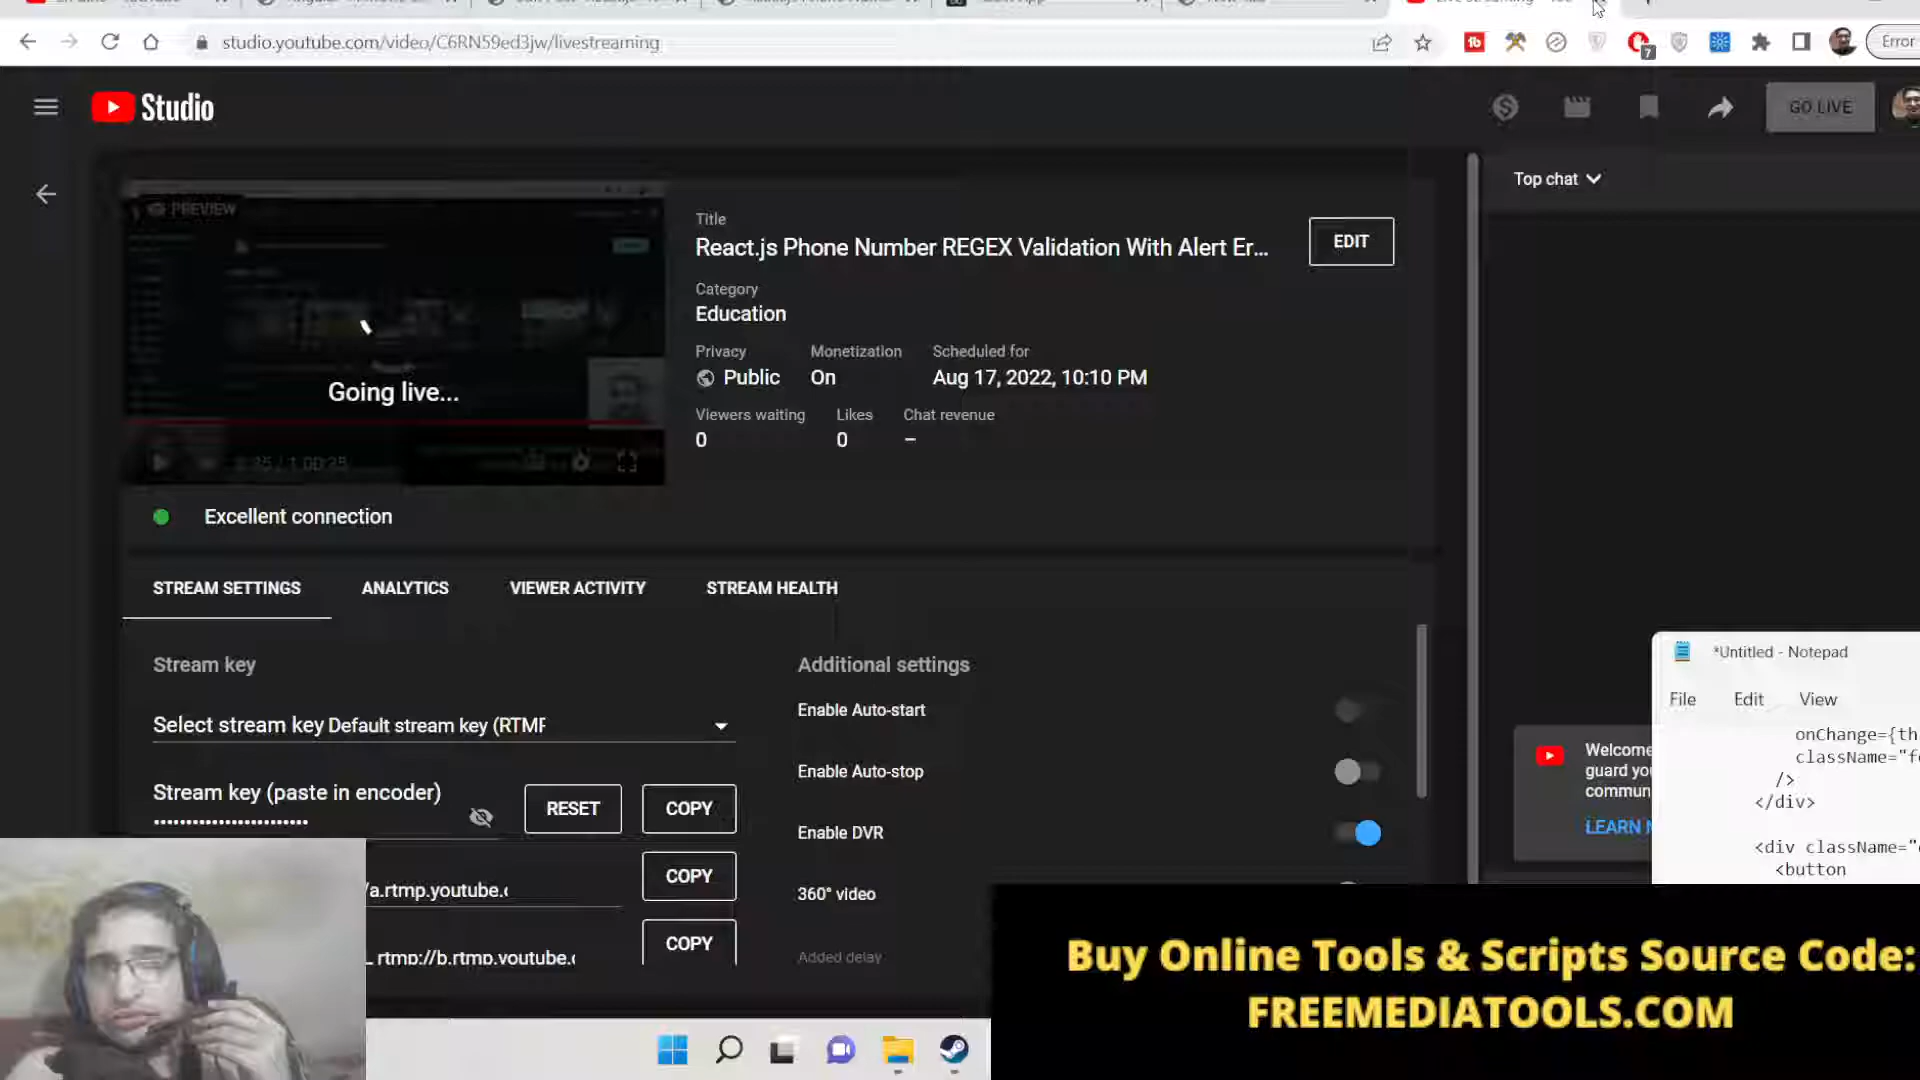 studio.youtube.com/video/C6RN59ed3jw/livestreaming
7
Error
Studio
GO LIVE
Top chat
PREVIEW
Title
React.js Phone Number REGEX Validation With Alert Er...
EDIT
Category
Education
Privacy
Monetization
Scheduled for
Public
On
Aug 17, 2022, 10:10 PM
Going live...
Viewers waiting
Likes
Chat revenue
0
0
–
Excellent connection
STREAM SETTINGS
ANALYTICS
VIEWER ACTIVITY
STREAM HEALTH
Stream key
Additional settings
Select stream key Default stream key (RTMP
Enable Auto-start
Enable Auto-stop
Stream key (paste in encoder)
RESET
COPY
Enable DVR
/a.rtmp.youtube.c
COPY
360° video
rtmp://b.rtmp.youtube.c
COPY
Added delay
*Untitled - Notepad
File
Edit
View
onChange={th
className="fo
/>
</div>
<div className="
<button
Welcome
guard you
commun
LEARN
Buy Online Tools & Scripts Source Code:
FREEMEDIATOOLS.COM